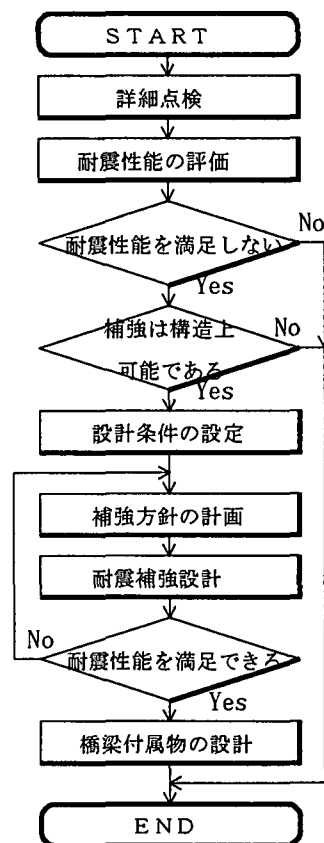 START
詳細点検
耐震性能の評価
No
耐震性能を満足しない
Yes
補強は構造上
No
可能である
Yes
設計条件の設定
補強方針の計画
耐震補強設計
No
耐震性能を満足できる
Yes
橋梁付属物の設計
END